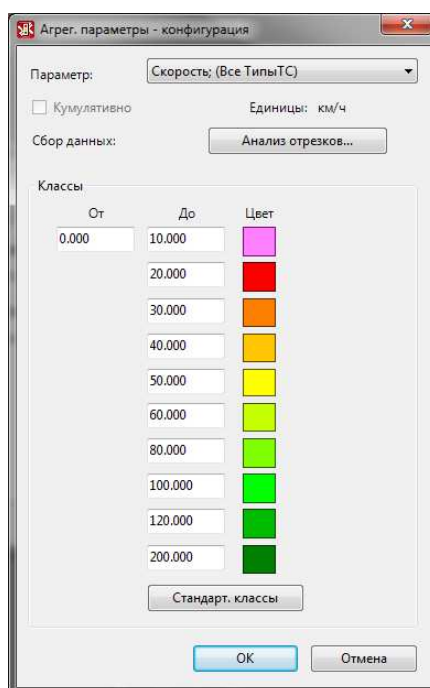 Агрег. параметры - конфигурация
Параметр: Скорость; (Все ТипыТС)
Кумулятивно Единицы: км/ч
Сбор данных: Анализ отрезков...
Классы
От До Цвет
0.000 10.000
20.000
30.000
40.000
50.000
60.000
80.000
100.000
120.000
200.000
Стандарт. классы
OK Отмена